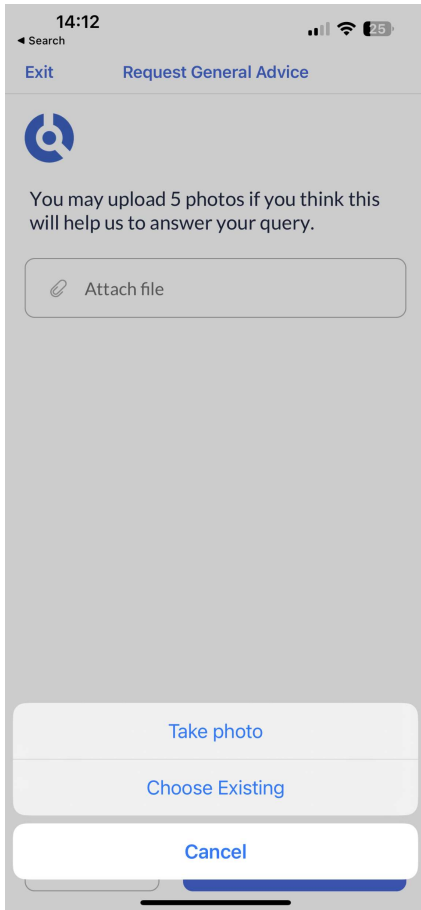 14:12
◄ Search
25
Exit
Request General Advice
You may upload 5 photos if you think this
will help us to answer your query.
Attach file
Take photo
Choose Existing
Cancel